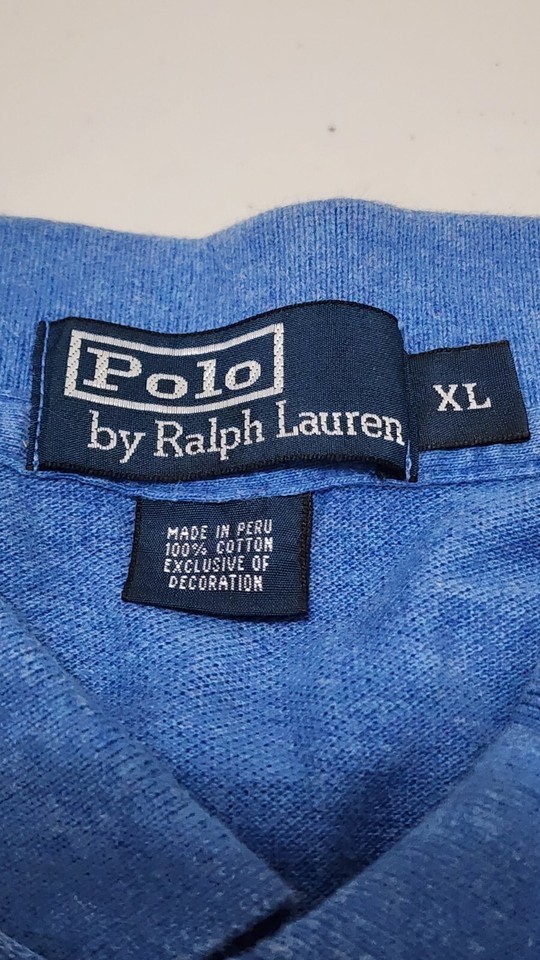 Polo
by Ralph Lauren
XL
MADE IN PERU
100% COTTON
EXCLUSIVE OF
DECORATION